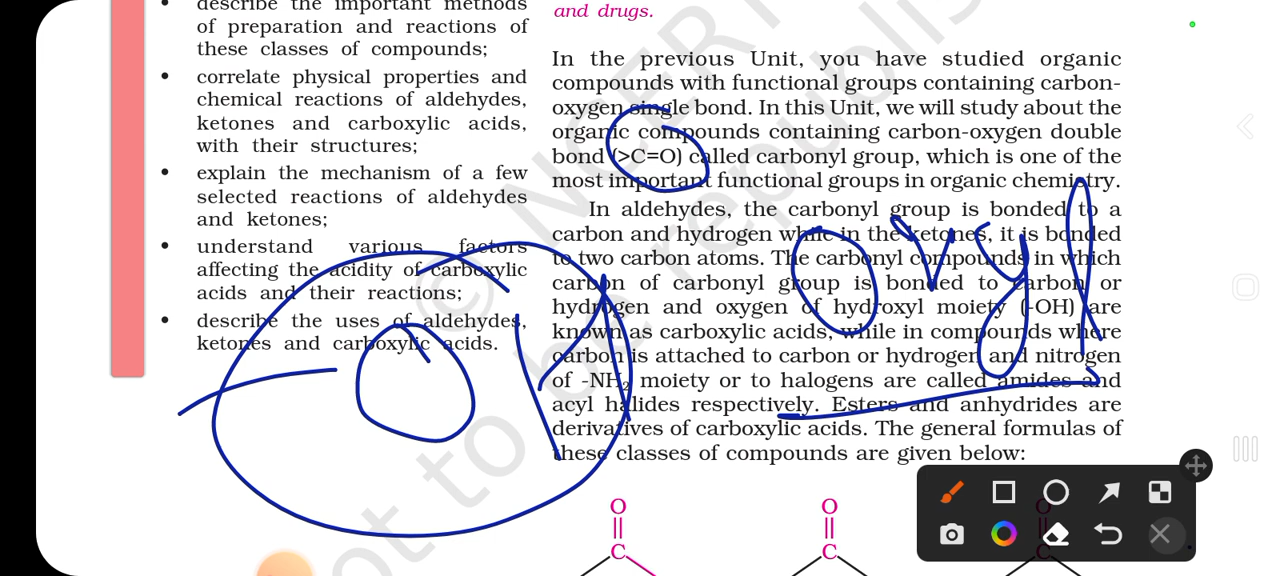 describe the important methods
of preparation and reactions of
these classes of compounds;
• correlate physical properties and
chemical reactions of aldehydes,
ketones and carboxylic acids,
with their structures;
• explain the mechanism of a few
selected reactions of aldehydes
and ketones;
• understand various factors
affecting the acidity of carboxylic
acids and their reactions;
• describe the uses of aldehydes,
ketones and carboxylic acids.
and drugs.
In the previous Unit, you have studied organic
compounds with functional groups containing carbon-
oxygen single bond. In this Unit, we will study about the
organic compounds containing carbon-oxygen double
bond (>C=O) called carbonyl group, which is one of the
most important functional groups in organic chemistry.
In aldehydes, the carbonyl group is bonded to a
carbon and hydrogen while in the ketones, it is bonded
to two carbon atoms. The carbonyl compounds in which
carbon of carbonyl group is bonded to carbon or
hydrogen and oxygen of hydroxyl moiety (-OH) are
known as carboxylic acids, while in compounds where
carbon is attached to carbon or hydrogen and nitrogen
of -NH₂ moiety or to halogens are called amides and
acyl halides respectively. Esters and anhydrides are
derivatives of carboxylic acids. The general formulas of
these classes of compounds are given below:
O O O
C C C
© NCERT
not to be republis